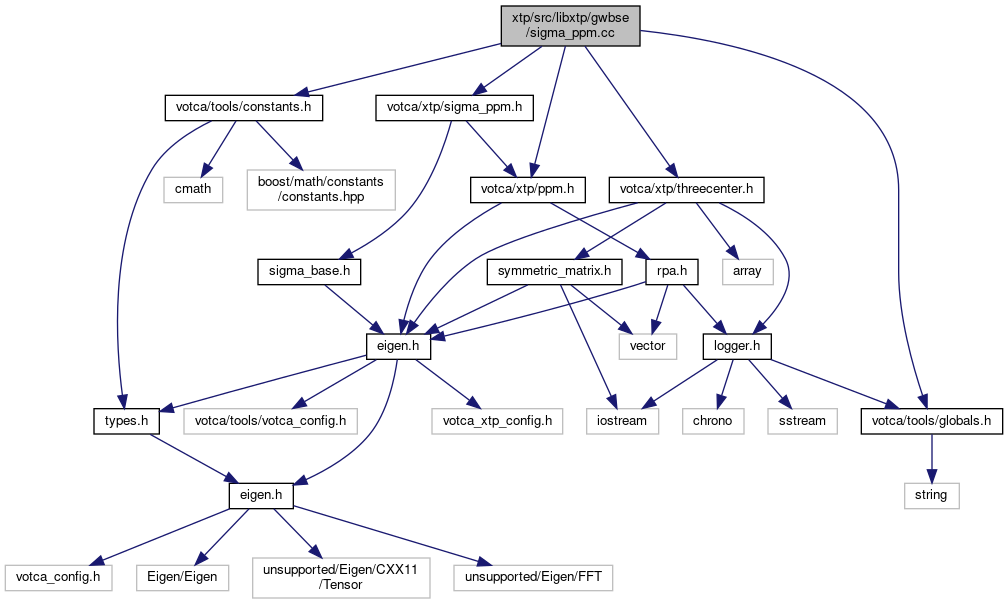 xtp/src/libxtp/gwbse
/sigma_ppm.cc
votca/tools/constants.h
votca/xtp/sigma_ppm.h
cmath
boost/math/constants
/constants.hpp
votca/xtp/ppm.h
votca/xtp/threecenter.h
sigma_base.h
symmetric_matrix.h
rpa.h
array
eigen.h
vector
logger.h
types.h
votca/tools/votca_config.h
votca_xtp_config.h
iostream
chrono
sstream
votca/tools/globals.h
eigen.h
string
votca_config.h
Eigen/Eigen
unsupported/Eigen/CXX11
/Tensor
unsupported/Eigen/FFT